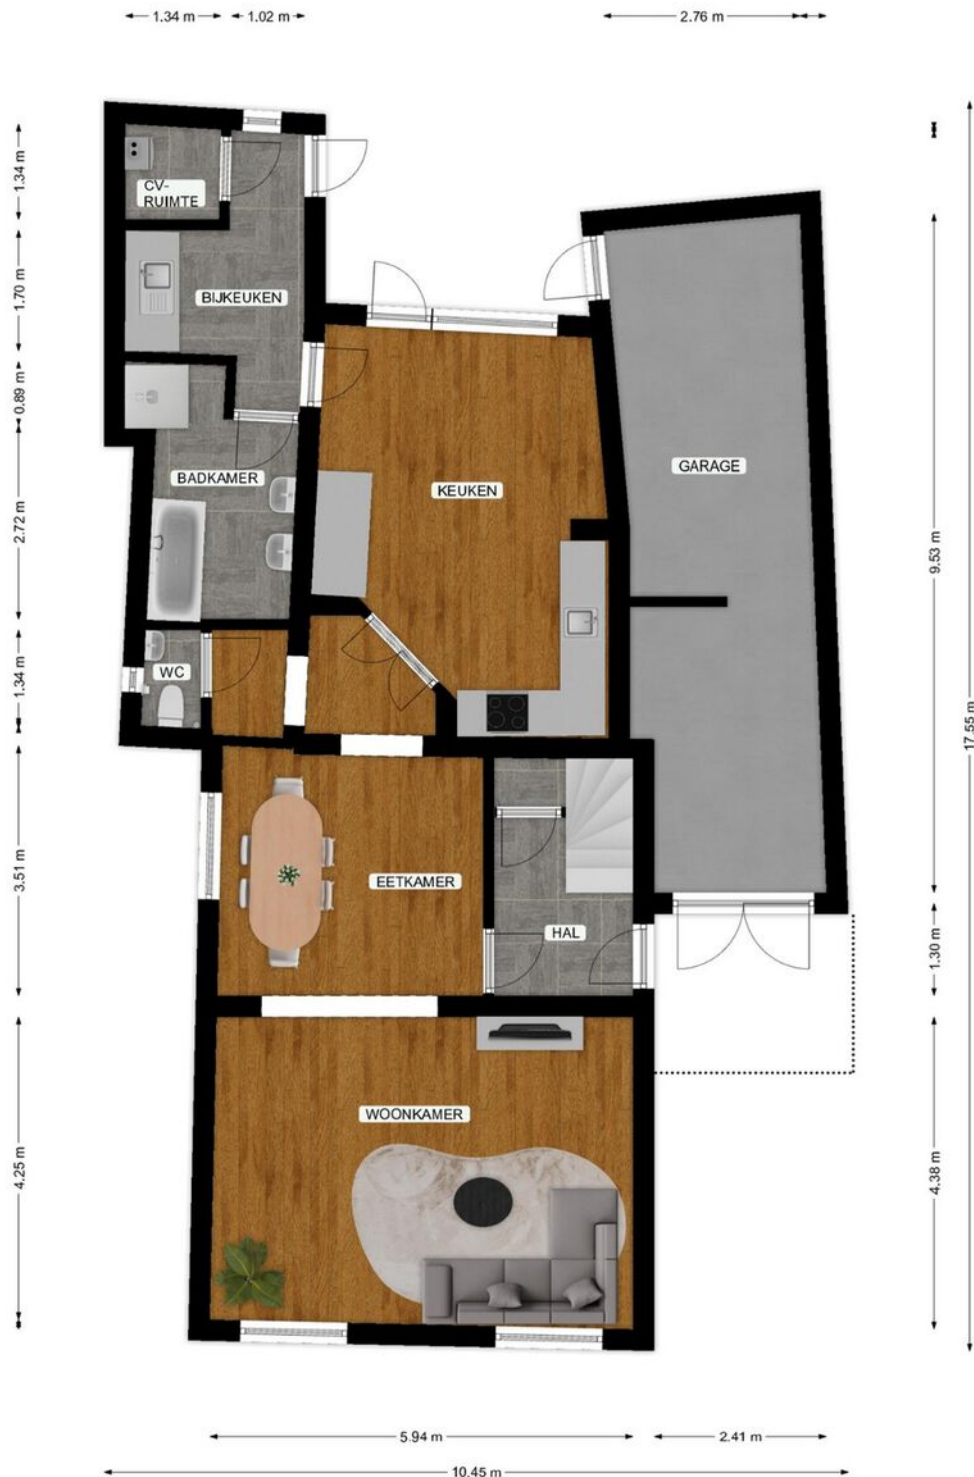 1.34 m
1.02 m
2.76 m
1.34 m
CV-
RUIMTE
1.70 m
BIJKEUKEN
0.89 m
BADKAMER
KEUKEN
GARAGE
2.72 m
9.53 m
1.34 m
WC
17.55 m
3.51 m
EETKAMER
HAL
1.30 m
WOONKAMER
4.25 m
4.38 m
5.94 m
2.41 m
10.45 m